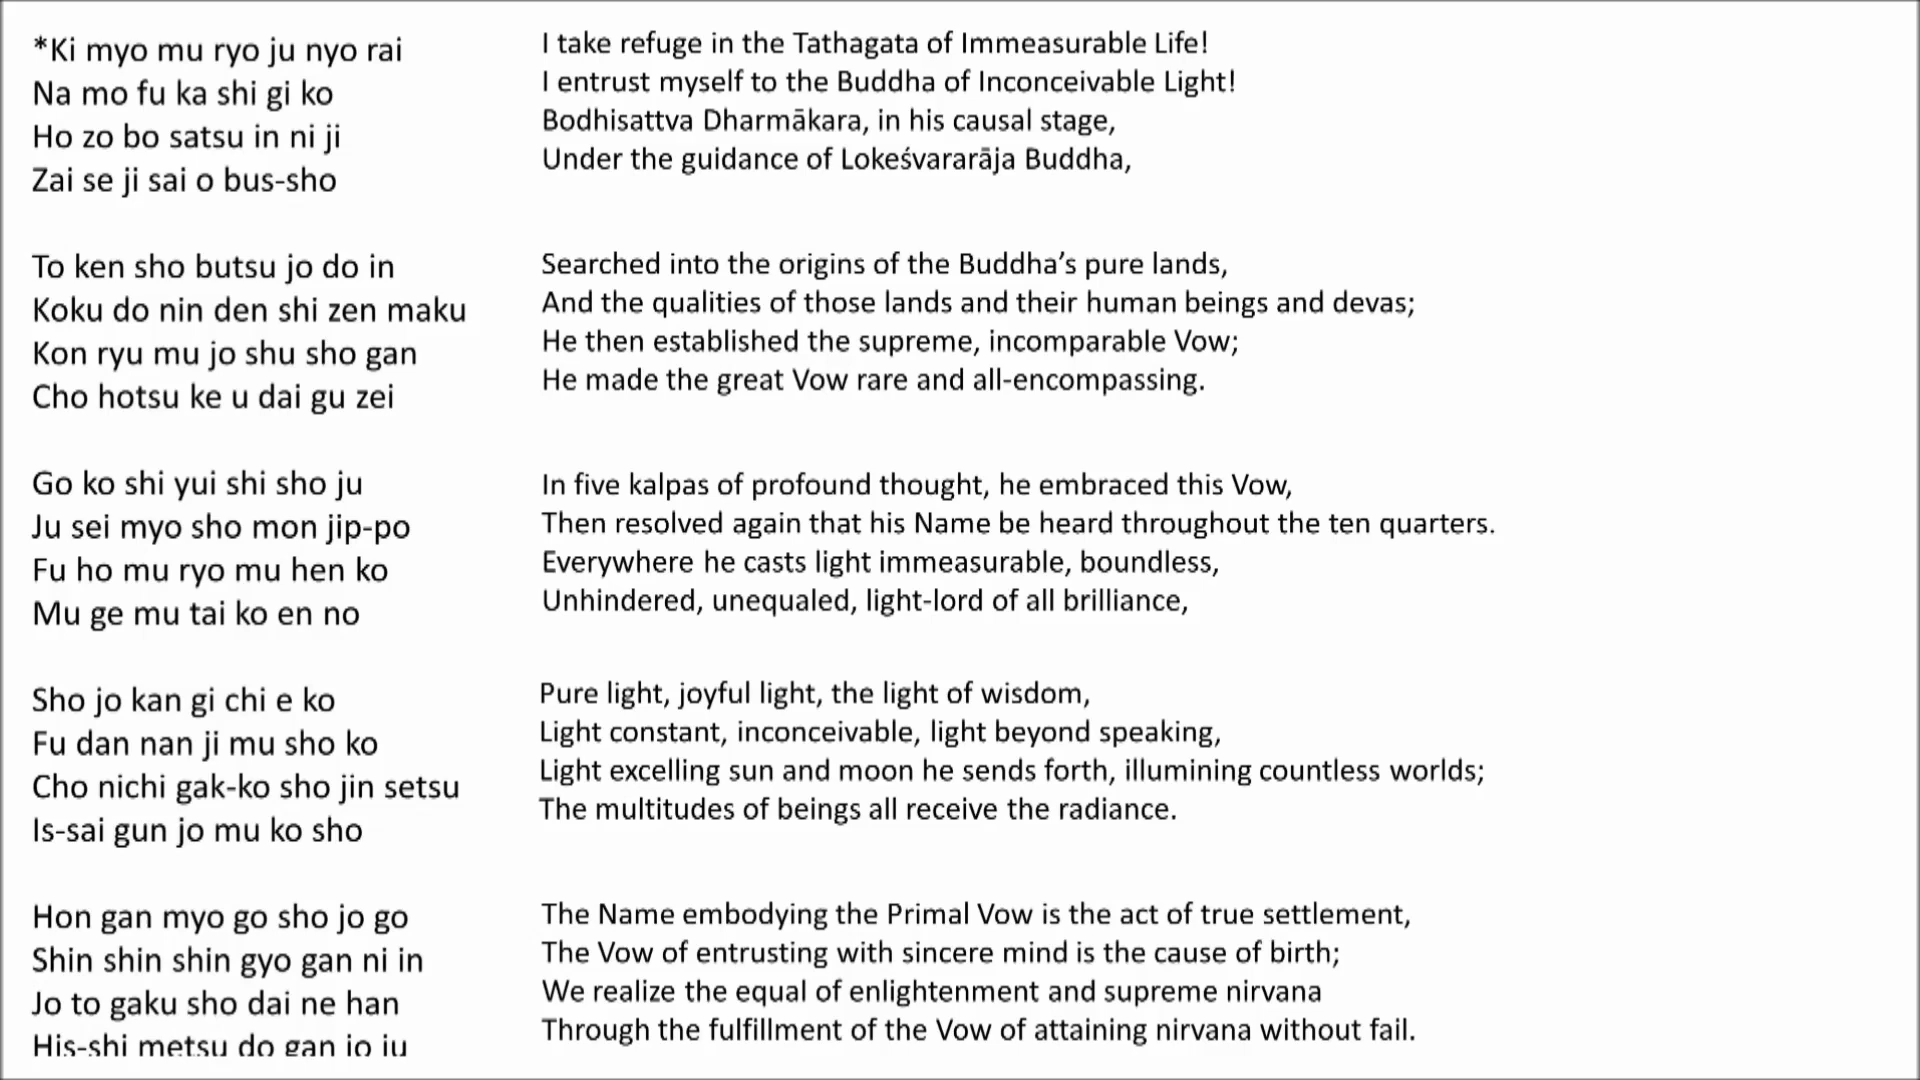 *Ki myo mu ryo ju nyo rai
Na mo fu ka shi gi ko
Ho zo bo satsu in ni ji
Zai se ji sai o bus-sho
To ken sho butsu jo do in
Koku do nin den shi zen maku
Kon ryu mu jo shu sho gan
Cho hotsu ke u dai gu zei
Go ko shi yui shi sho ju
Ju sei myo sho mon jip-po
Fu ho mu ryo mu hen ko
Mu ge mu tai ko en no
Sho jo kan gi chi e ko
Fu dan nan ji mu sho ko
Cho nichi gak-ko sho jin setsu
Is-sai gun jo mu ko sho
Hon gan myo go sho jo go
Shin shin shin gyo gan ni in
Jo to gaku sho dai ne han
His-shi metsu do gan jo ju
I take refuge in the Tathagata of Immeasurable Life!
I entrust myself to the Buddha of Inconceivable Light!
Bodhisattva Dharmākara, in his causal stage,
Under the guidance of Lokeśvararāja Buddha,
Searched into the origins of the Buddha’s pure lands,
And the qualities of those lands and their human beings and devas;
He then established the supreme, incomparable Vow;
He made the great Vow rare and all-encompassing.
In five kalpas of profound thought, he embraced this Vow,
Then resolved again that his Name be heard throughout the ten quarters.
Everywhere he casts light immeasurable, boundless,
Unhindered, unequaled, light-lord of all brilliance,
Pure light, joyful light, the light of wisdom,
Light constant, inconceivable, light beyond speaking,
Light excelling sun and moon he sends forth, illumining countless worlds;
The multitudes of beings all receive the radiance.
The Name embodying the Primal Vow is the act of true settlement,
The Vow of entrusting with sincere mind is the cause of birth;
We realize the equal of enlightenment and supreme nirvana
Through the fulfillment of the Vow of attaining nirvana without fail.